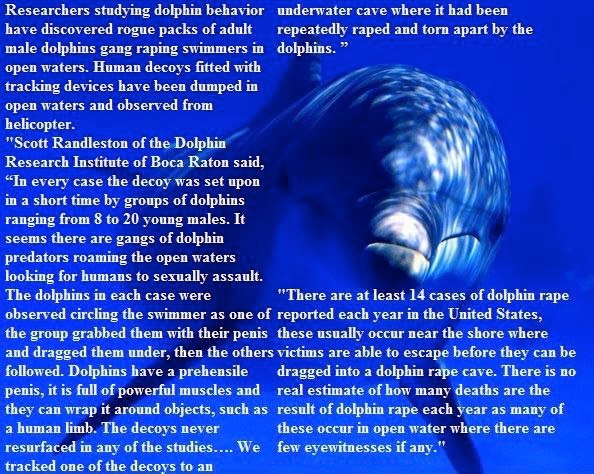 Researchers studying dolphin behavior
have discovered rogue packs of adult
male dolphins gang raping swimmers in
open waters. Human decoys fitted with
tracking devices have been dumped in
open waters and observed from
helicopter.
"Scott Randleston of the Dolphin
Research Institute of Boca Raton said,
“In every case the decoy was set upon
in a short time by groups of dolphins
ranging from 8 to 20 young males. It
seems there are gangs of dolphin
predators roaming the open waters
looking for humans to sexually assault.
The dolphins in each case were
observed circling the swimmer as one of
the group grabbed them with their penis
and dragged them under, then the others
followed. Dolphins have a prehensile
penis, it is full of powerful muscles and
they can wrap it around objects, such as
a human limb. The decoys never
resurfaced in any of the studies…. We
tracked one of the decoys to an
underwater cave where it had been
repeatedly raped and torn apart by the
dolphins. ”
"There are at least 14 cases of dolphin rape
reported each year in the United States,
these usually occur near the shore where
victims are able to escape before they can be
dragged into a dolphin rape cave. There is no
real estimate of how many deaths are the
result of dolphin rape each year as many of
these occur in open water where there are
few eyewitnesses if any."